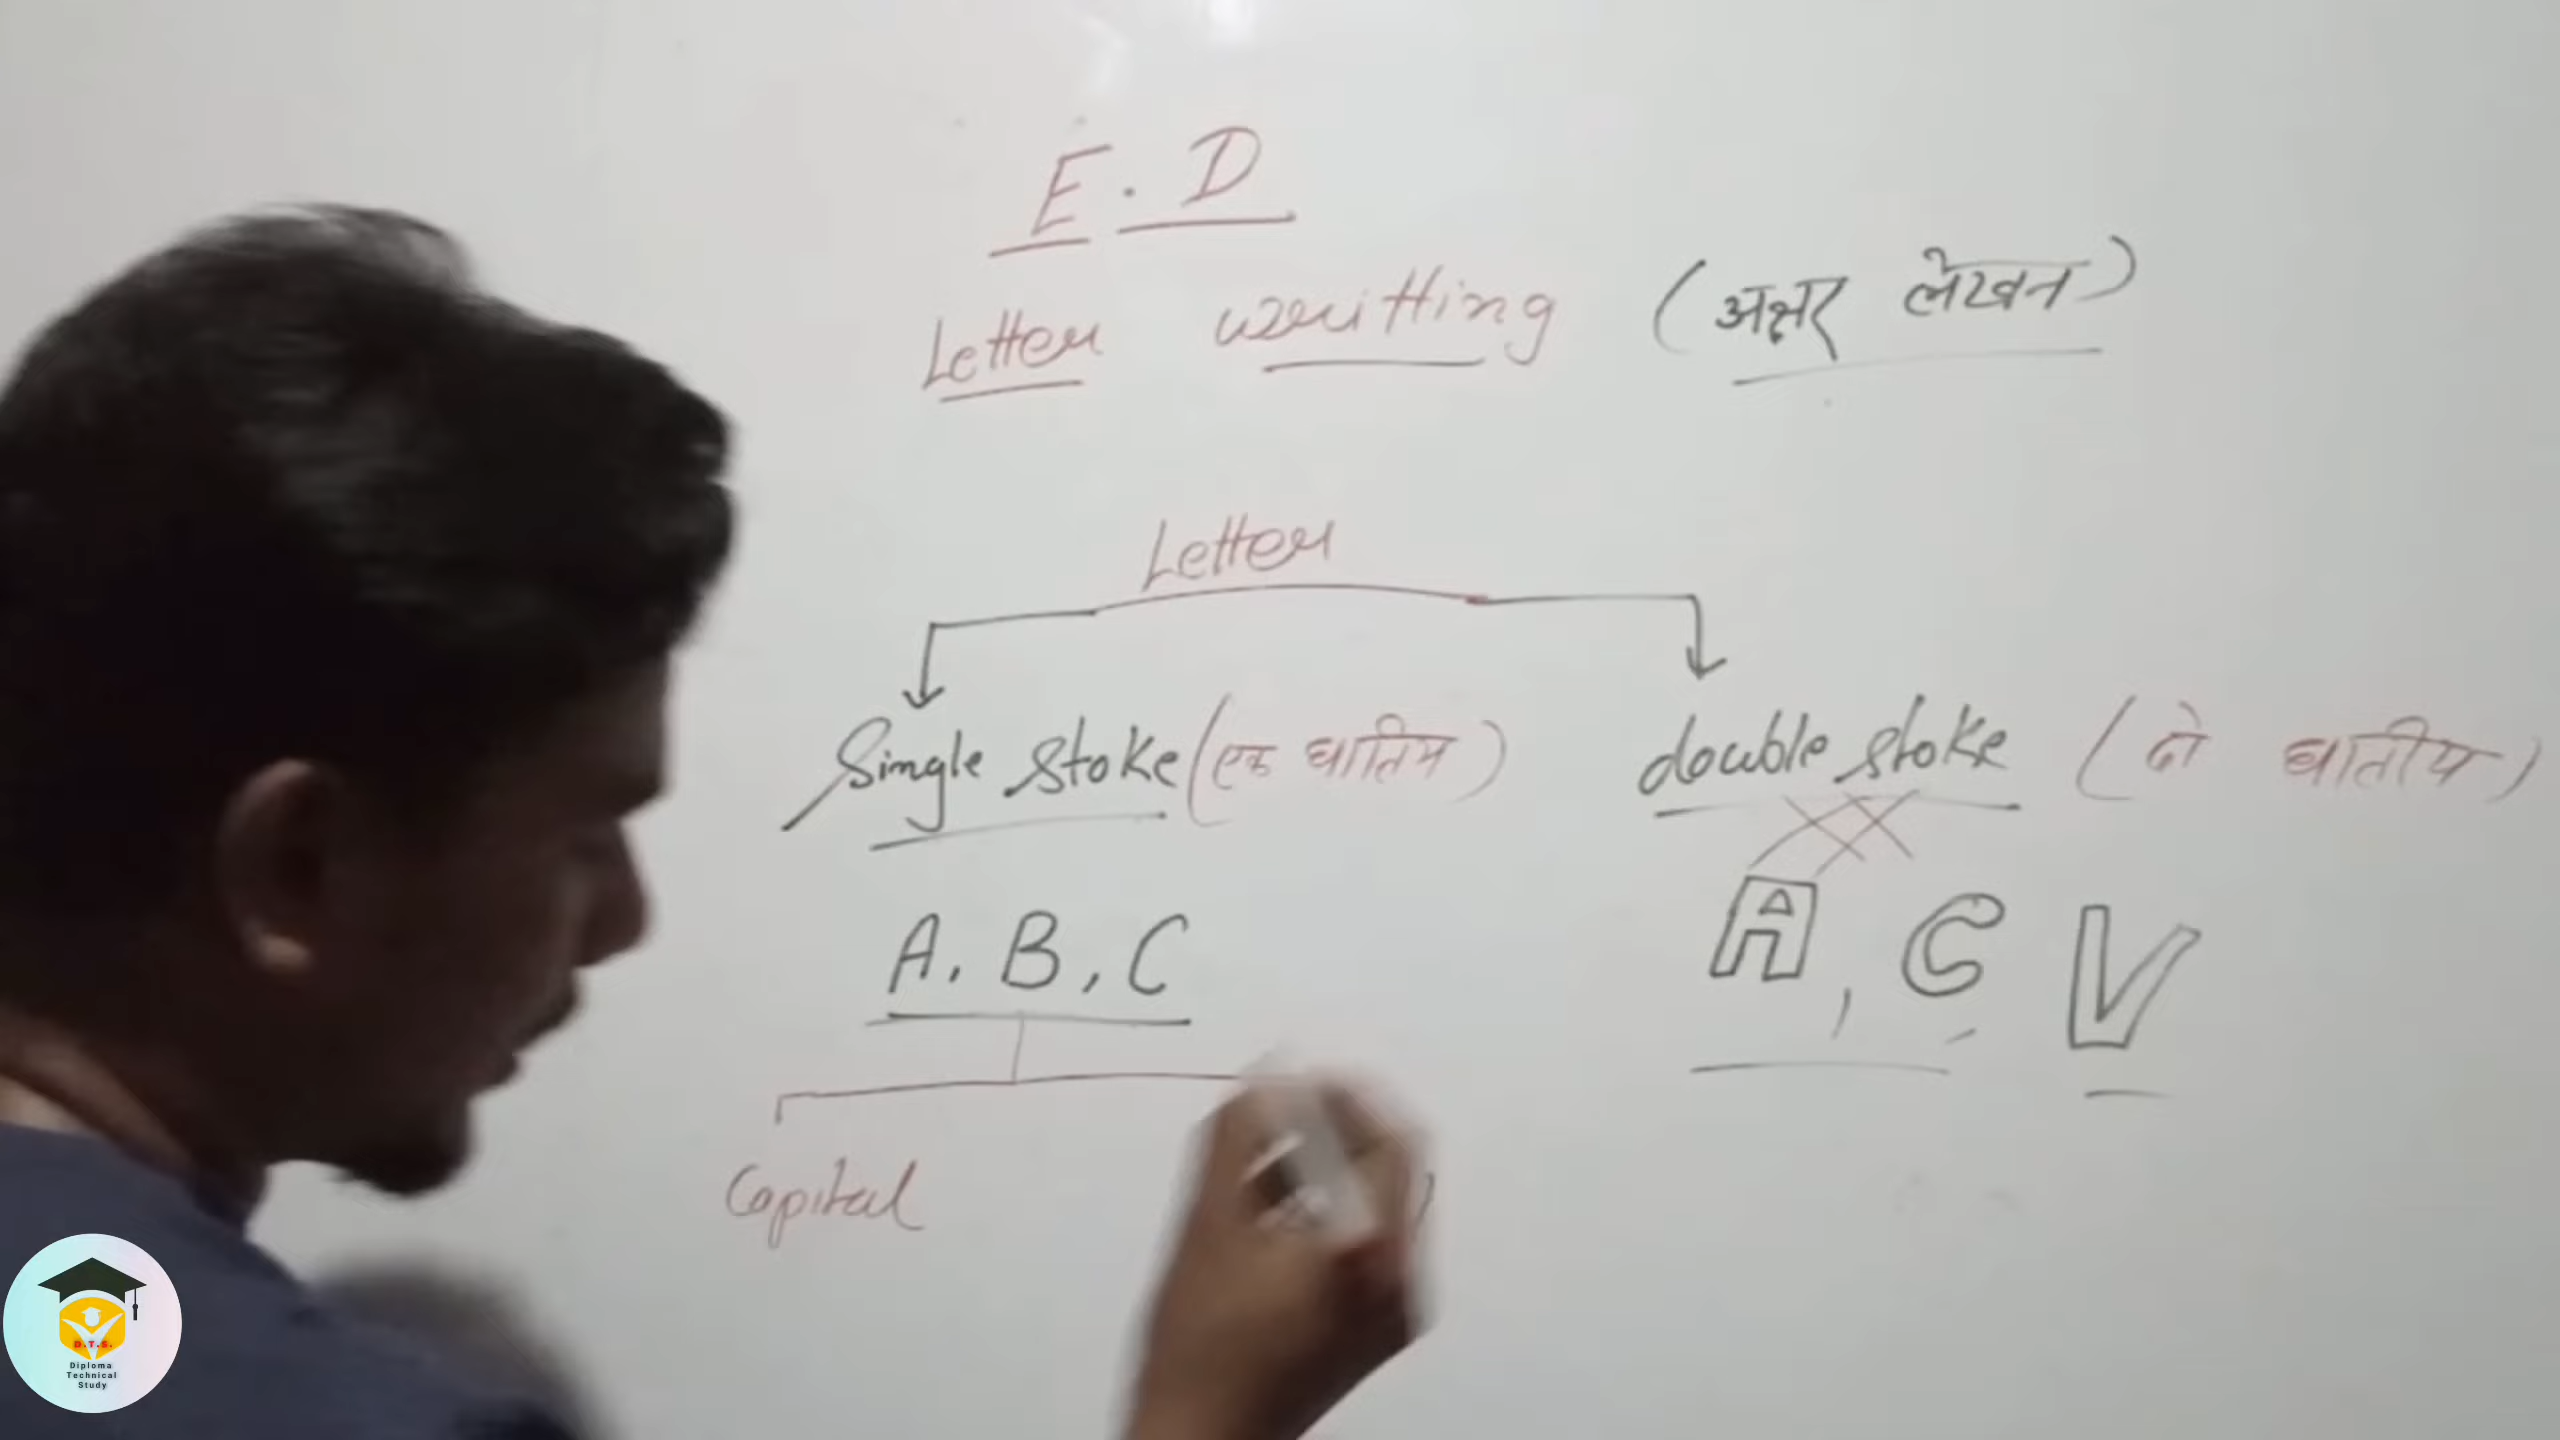 E. D
Letter writting (अक्षर लेखन)
Letter
Single stoke (एक घातिय) double stoke (दो घातीय)
A, B, C A, C V
Capital
D.T.S.
Diploma
Technical
Study